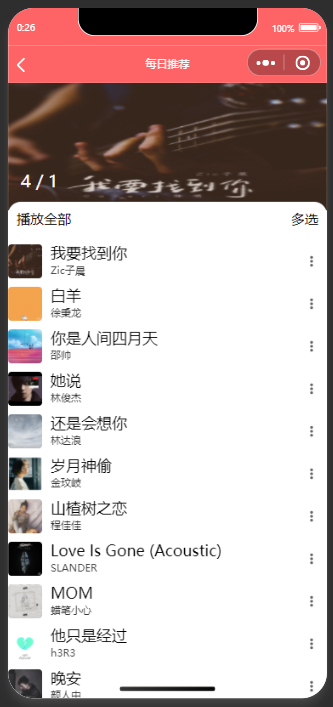 0:26
100%
每日推荐
我要找到你
4 / 1
播放全部
多选
我要找到你
Zic子晨
白羊
徐秉龙
你是人间四月天
邵帅
她说
林俊杰
还是会想你
林达浪
岁月神偷
金玟岐
山楂树之恋
程佳佳
Love Is Gone (Acoustic)
SLANDER
MOM
蜡笔小心
他只是经过
h3R3
晚安
颜人中